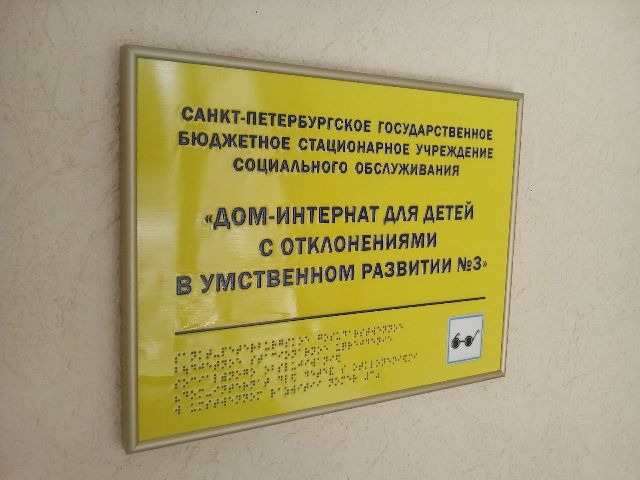 САНКТ-ПЕТЕРБУРГСКОЕ ГОСУДАРСТВЕННОЕ
БЮДЖЕТНОЕ СТАЦИОНАРНОЕ УЧРЕЖДЕНИЕ
СОЦИАЛЬНОГО ОБСЛУЖИВАНИЯ
«ДОМ-ИНТЕРНАТ ДЛЯ ДЕТЕЙ
С ОТКЛОНЕНИЯМИ
В УМСТВЕННОМ РАЗВИТИИ №3»